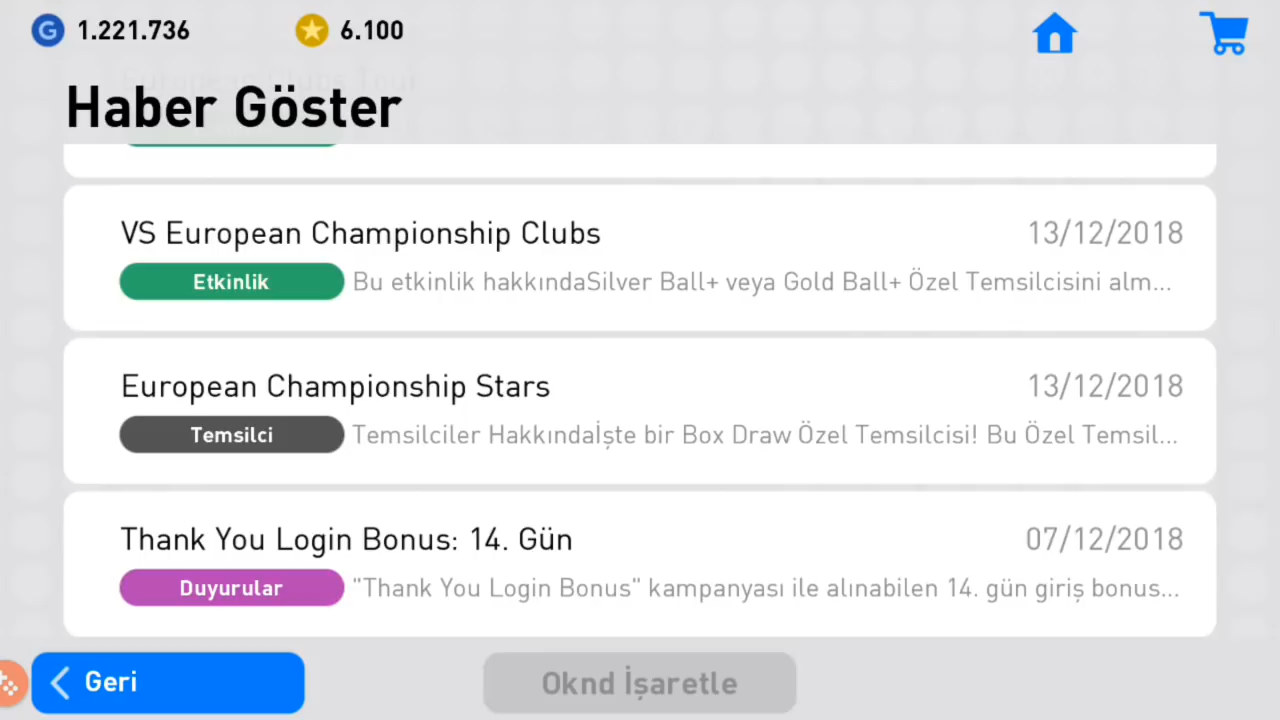 G 1.221.736 6.100
European Clubs Tour
Haber Göster
VS European Championship Clubs 13/12/2018
Etkinlik Bu etkinlik hakkındaSilver Ball+ veya Gold Ball+ Özel Temsilcisini alm...
European Championship Stars 13/12/2018
Temsilci Temsilciler Hakkındaİşte bir Box Draw Özel Temsilcisi! Bu Özel Temsil...
Thank You Login Bonus: 14. Gün 07/12/2018
Duyurular "Thank You Login Bonus" kampanyası ile alınabilen 14. gün giriş bonus...
Geri Oknd İşaretle